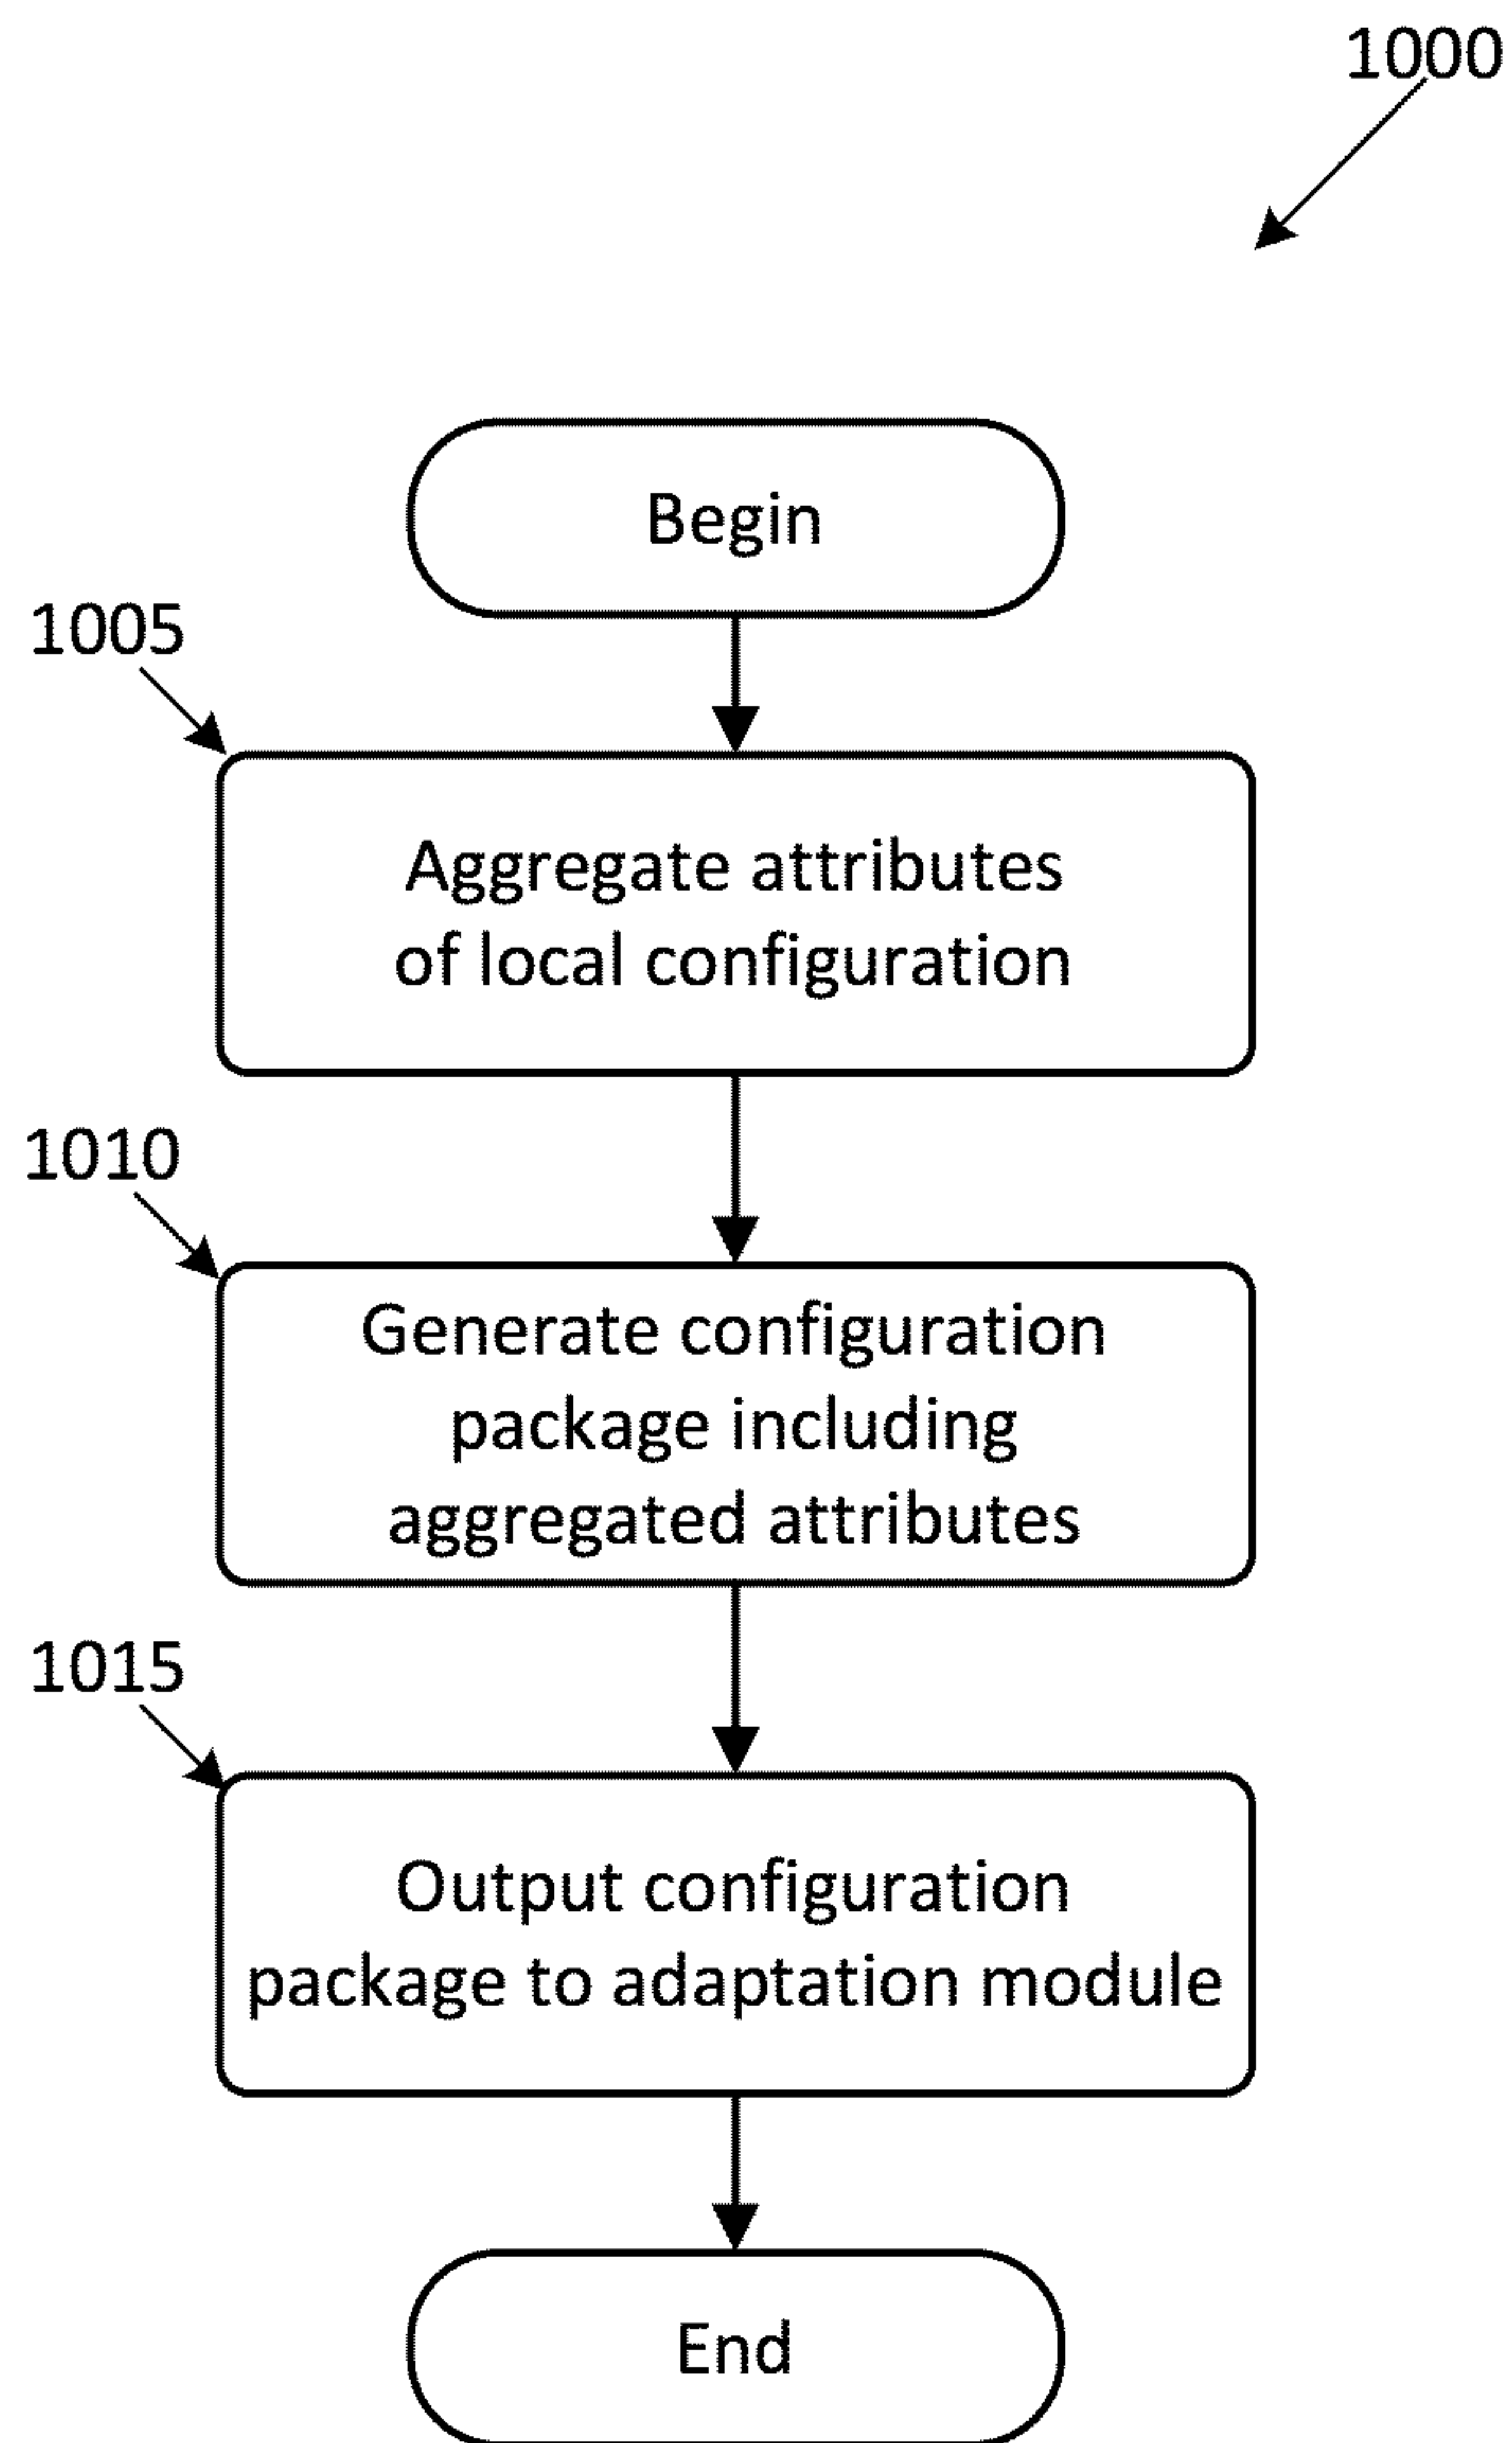 1000
Begin
1005
Aggregate attributes
of local configuration
1010
Generate configuration
package including
aggregated attributes
1015
Output configuration
package to adaptation module
End